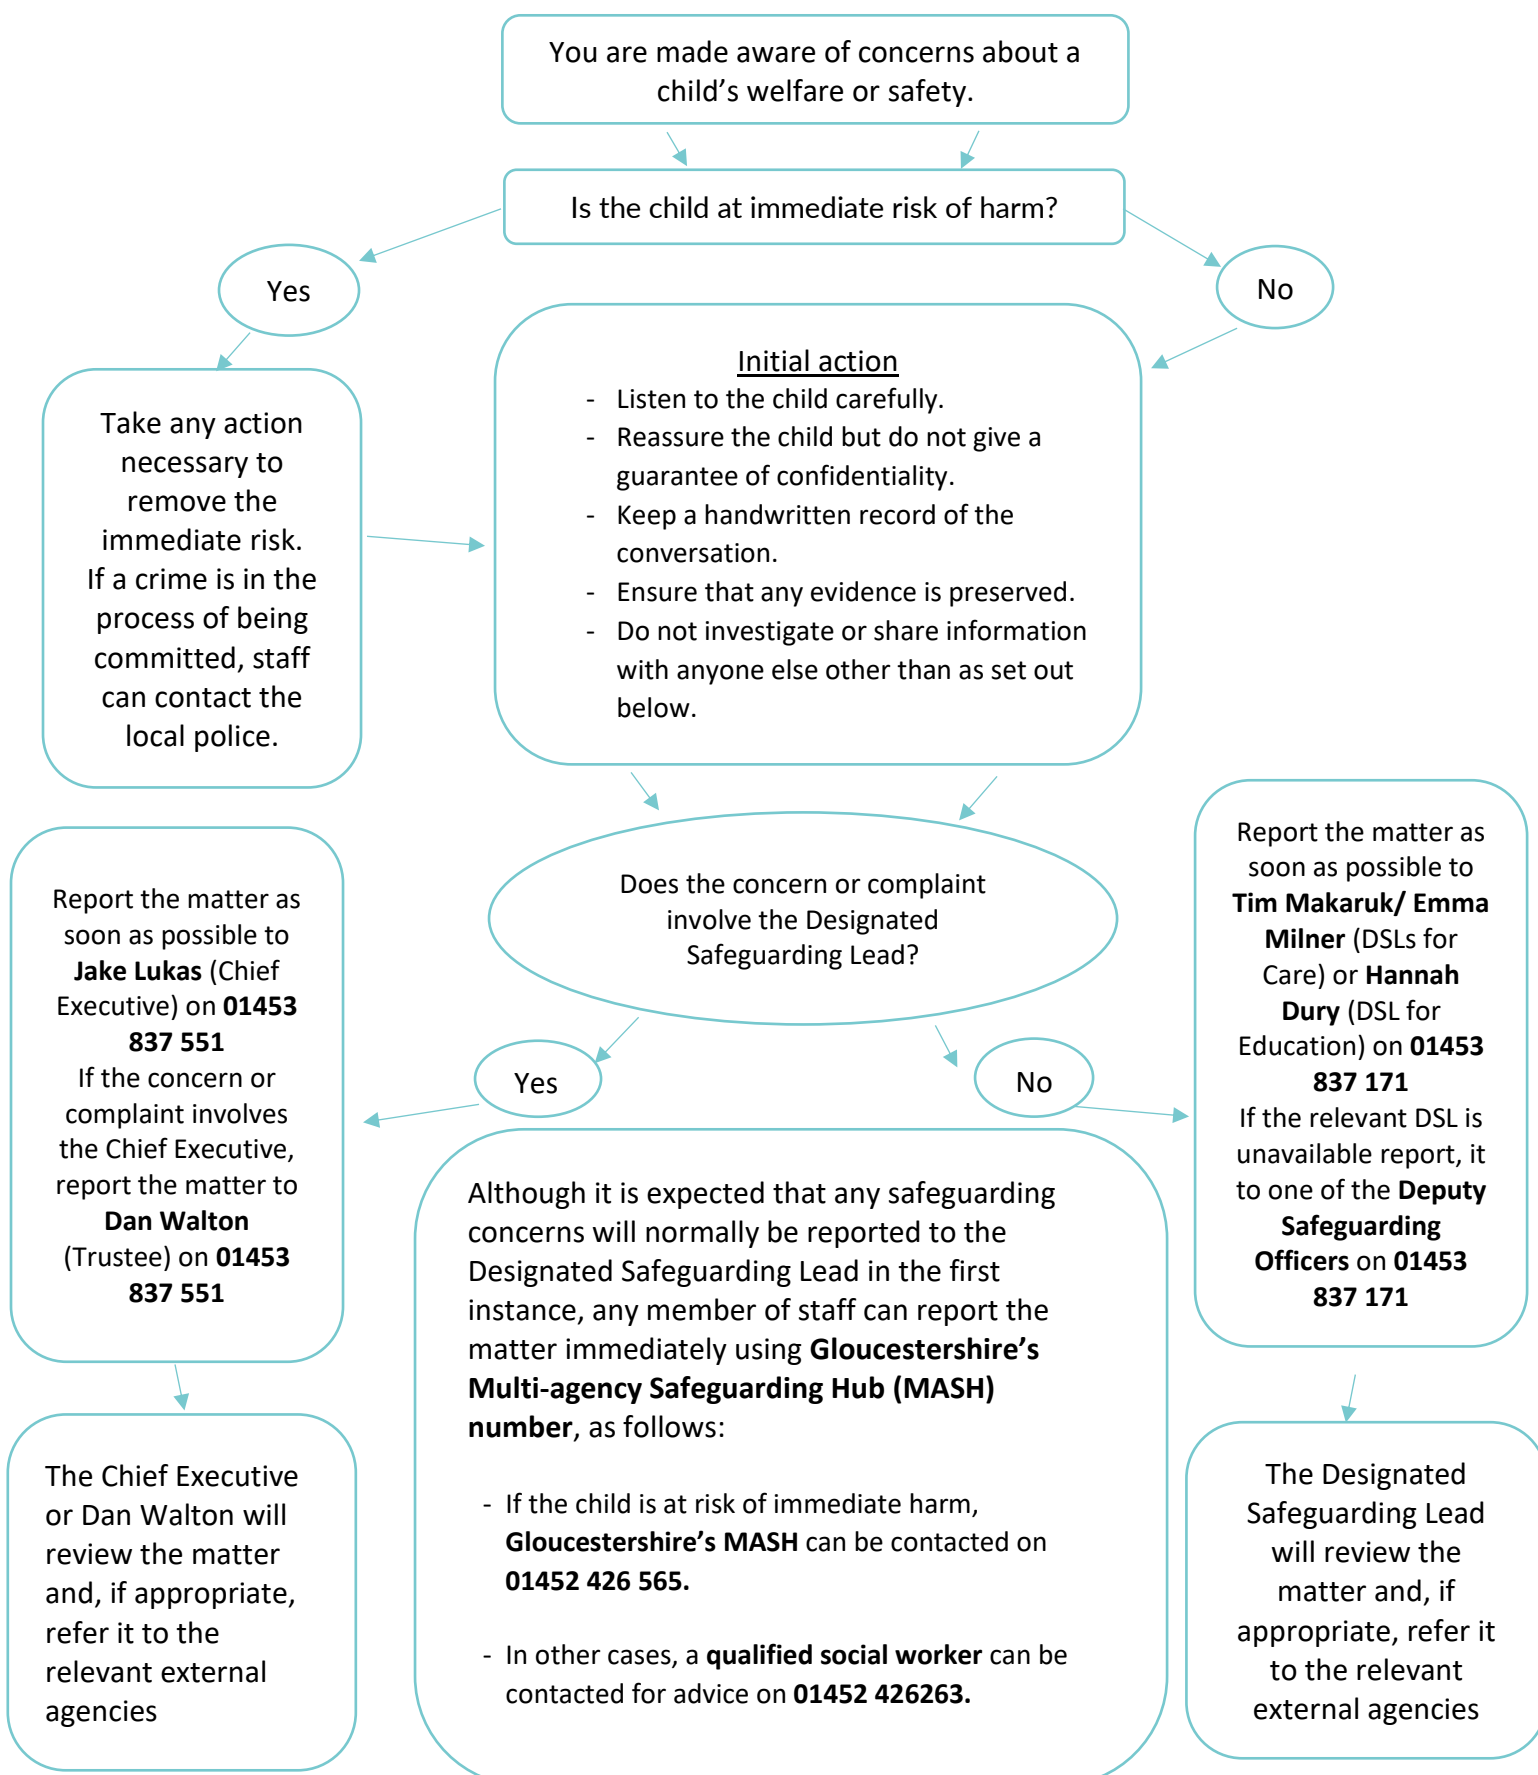 You are made aware of concerns about a
child’s welfare or safety.
Is the child at immediate risk of harm?
Yes
No
Take any action
necessary to
remove the
immediate risk.
If a crime is in the
process of being
committed, staff
can contact the
local police.
Initial action
- Listen to the child carefully.
- Reassure the child but do not give a
guarantee of confidentiality.
- Keep a handwritten record of the
conversation.
- Ensure that any evidence is preserved.
- Do not investigate or share information
with anyone else other than as set out
below.
Does the concern or complaint
involve the Designated
Safeguarding Lead?
Yes
No
Report the matter as
soon as possible to
Jake Lukas (Chief
Executive) on 01453
837 551
If the concern or
complaint involves
the Chief Executive,
report the matter to
Dan Walton
(Trustee) on 01453
837 551
Report the matter as
soon as possible to
Tim Makaruk/ Emma
Milner (DSLs for
Care) or Hannah
Dury (DSL for
Education) on 01453
837 171
If the relevant DSL is
unavailable report, it
to one of the Deputy
Safeguarding
Officers on 01453
837 171
Although it is expected that any safeguarding
concerns will normally be reported to the
Designated Safeguarding Lead in the first
instance, any member of staff can report the
matter immediately using Gloucestershire’s
Multi-agency Safeguarding Hub (MASH)
number, as follows:
- If the child is at risk of immediate harm,
Gloucestershire’s MASH can be contacted on
01452 426 565.
- In other cases, a qualified social worker can be
contacted for advice on 01452 426263.
The Chief Executive
or Dan Walton will
review the matter
and, if appropriate,
refer it to the
relevant external
agencies
The Designated
Safeguarding Lead
will review the
matter and, if
appropriate, refer it
to the relevant
external agencies